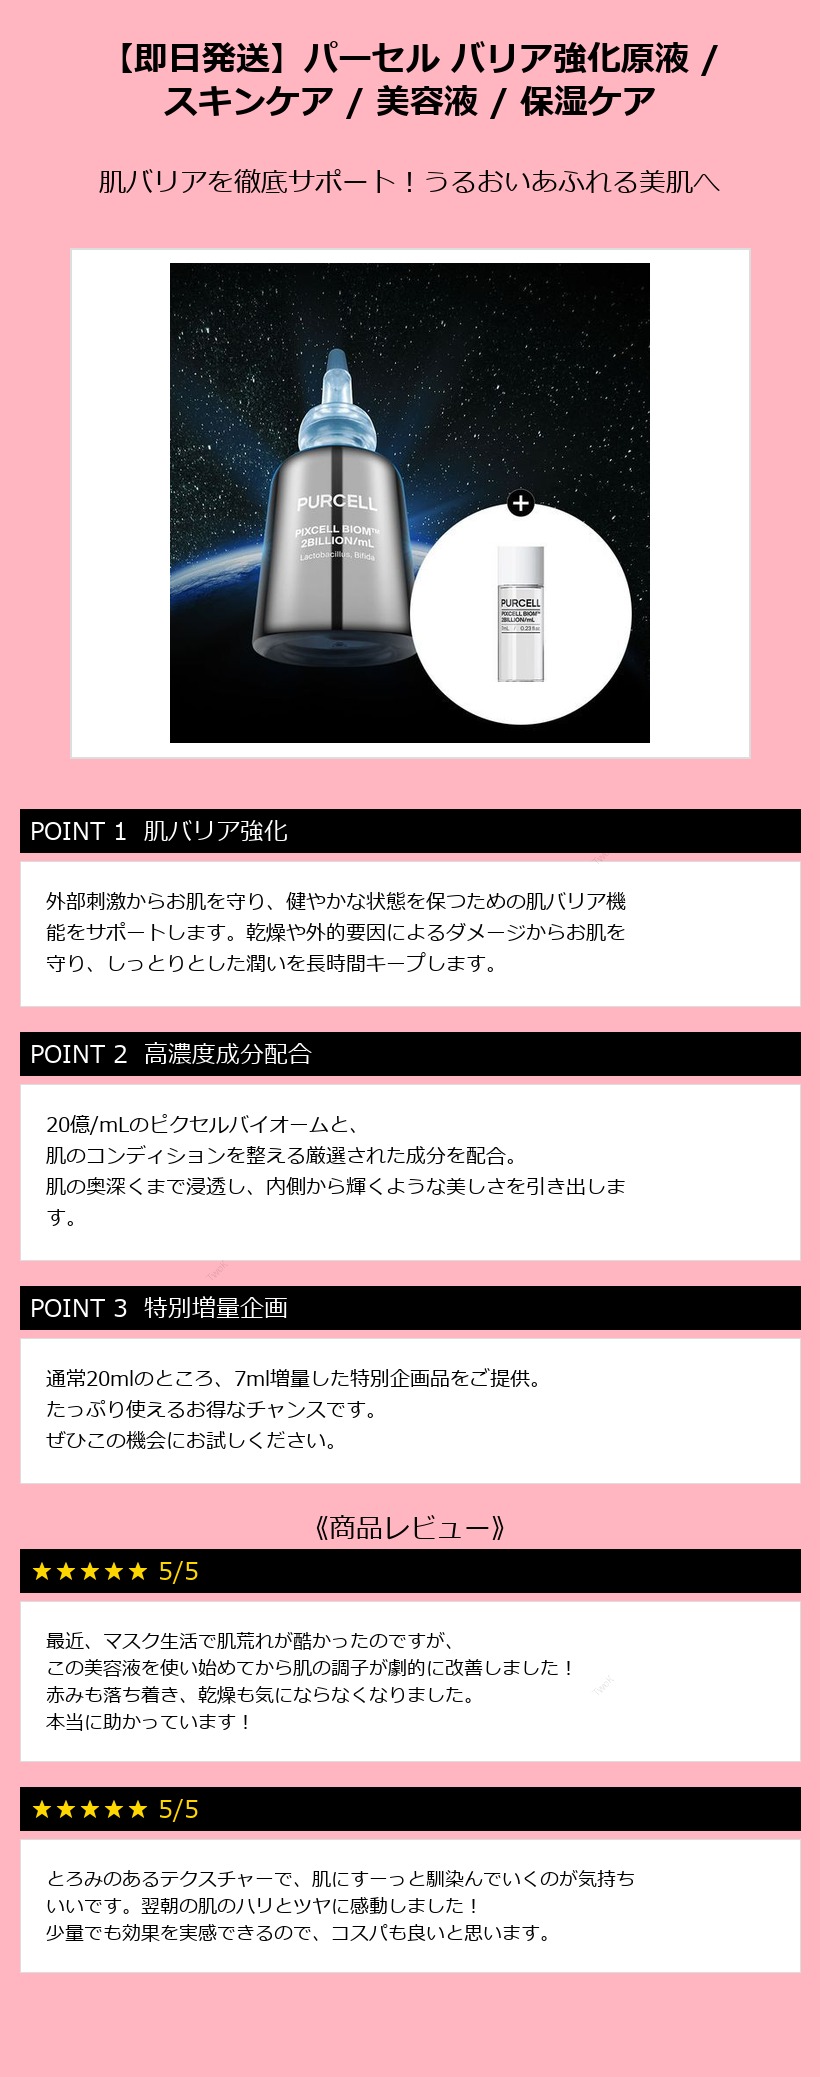 【即日発送】パーセル バリア強化原液 /
スキンケア / 美容液 / 保湿ケア
肌バリアを徹底サポート！うるおいあふれる美肌へ
PURCELL
PIXCELL BIOM™
2BILLION/mL
Lactobacillus, Bifida
+
PURCELL
PIXCELL BIOM™
2BILLION/mL
7mL / 0.23 fl oz
POINT 1 肌バリア強化
外部刺激からお肌を守り、健やかな状態を保つための肌バリア機
能をサポートします。乾燥や外的要因によるダメージからお肌を
守り、しっとりとした潤いを長時間キープします。
POINT 2 高濃度成分配合
20億/mLのピクセルバイオームと、
肌のコンディションを整える厳選された成分を配合。
肌の奥深くまで浸透し、内側から輝くような美しさを引き出しま
す。
POINT 3 特別増量企画
通常20mlのところ、7ml増量した特別企画品をご提供。
たっぷり使えるお得なチャンスです。
ぜひこの機会にお試しください。
《商品レビュー》
★★★★★ 5/5
最近、マスク生活で肌荒れが酷かったのですが、
この美容液を使い始めてから肌の調子が劇的に改善しました！
赤みも落ち着き、乾燥も気にならなくなりました。
本当に助かっています！
★★★★★ 5/5
とろみのあるテクスチャーで、肌にすーっと馴染んでいくのが気持ち
いいです。翌朝の肌のハリとツヤに感動しました！
少量でも効果を実感できるので、コスパも良いと思います。